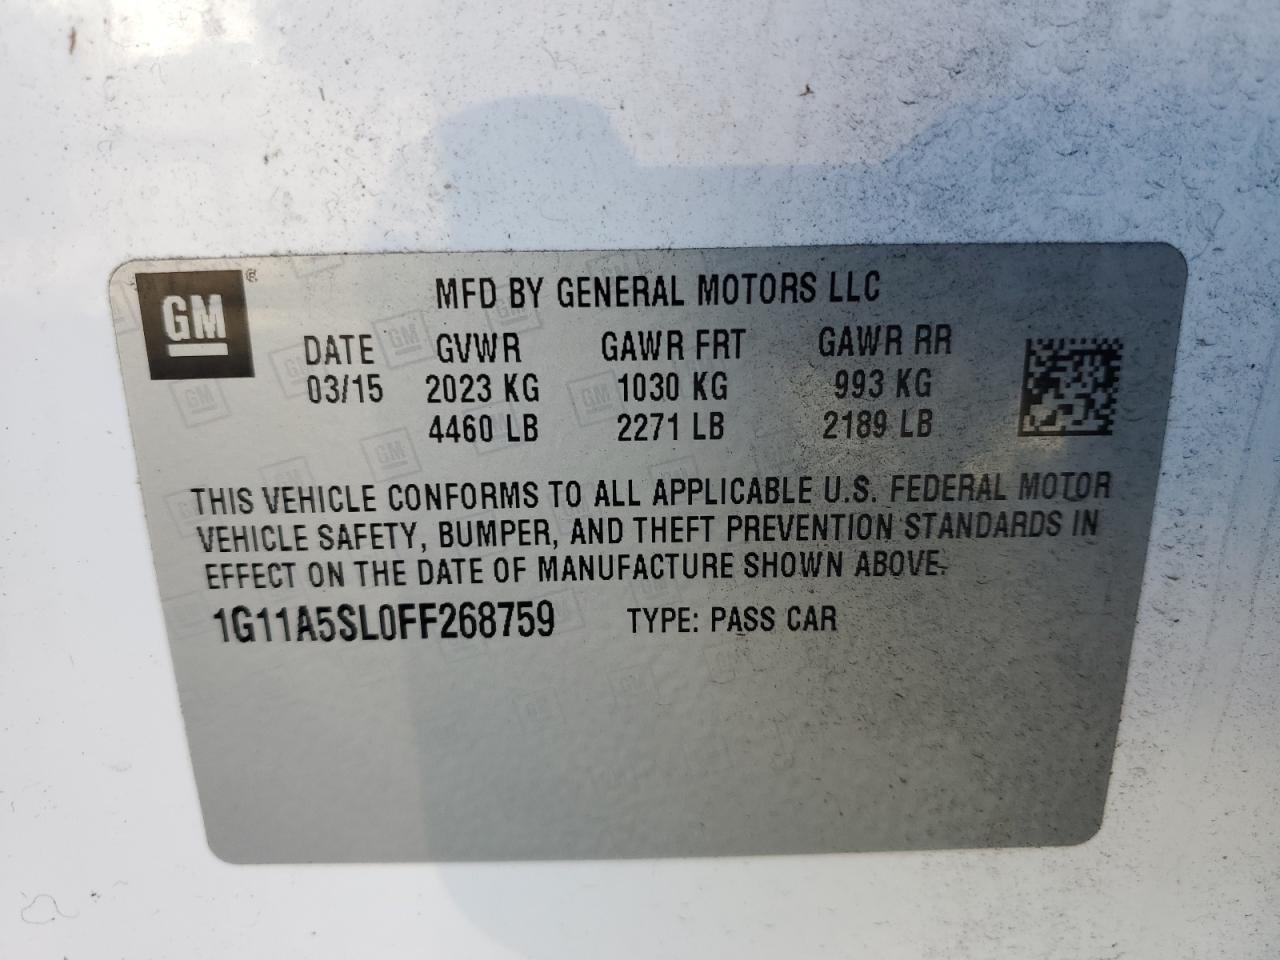 GM®
MFD BY GENERAL MOTORS LLC
DATE GVWR GAWR FRT GAWR RR
03/15 2023 KG 1030 KG 993 KG
4460 LB 2271 LB 2189 LB
THIS VEHICLE CONFORMS TO ALL APPLICABLE U.S. FEDERAL MOTOR
VEHICLE SAFETY, BUMPER, AND THEFT PREVENTION STANDARDS IN
EFFECT ON THE DATE OF MANUFACTURE SHOWN ABOVE.
1G11A5SL0FF268759 TYPE: PASS CAR